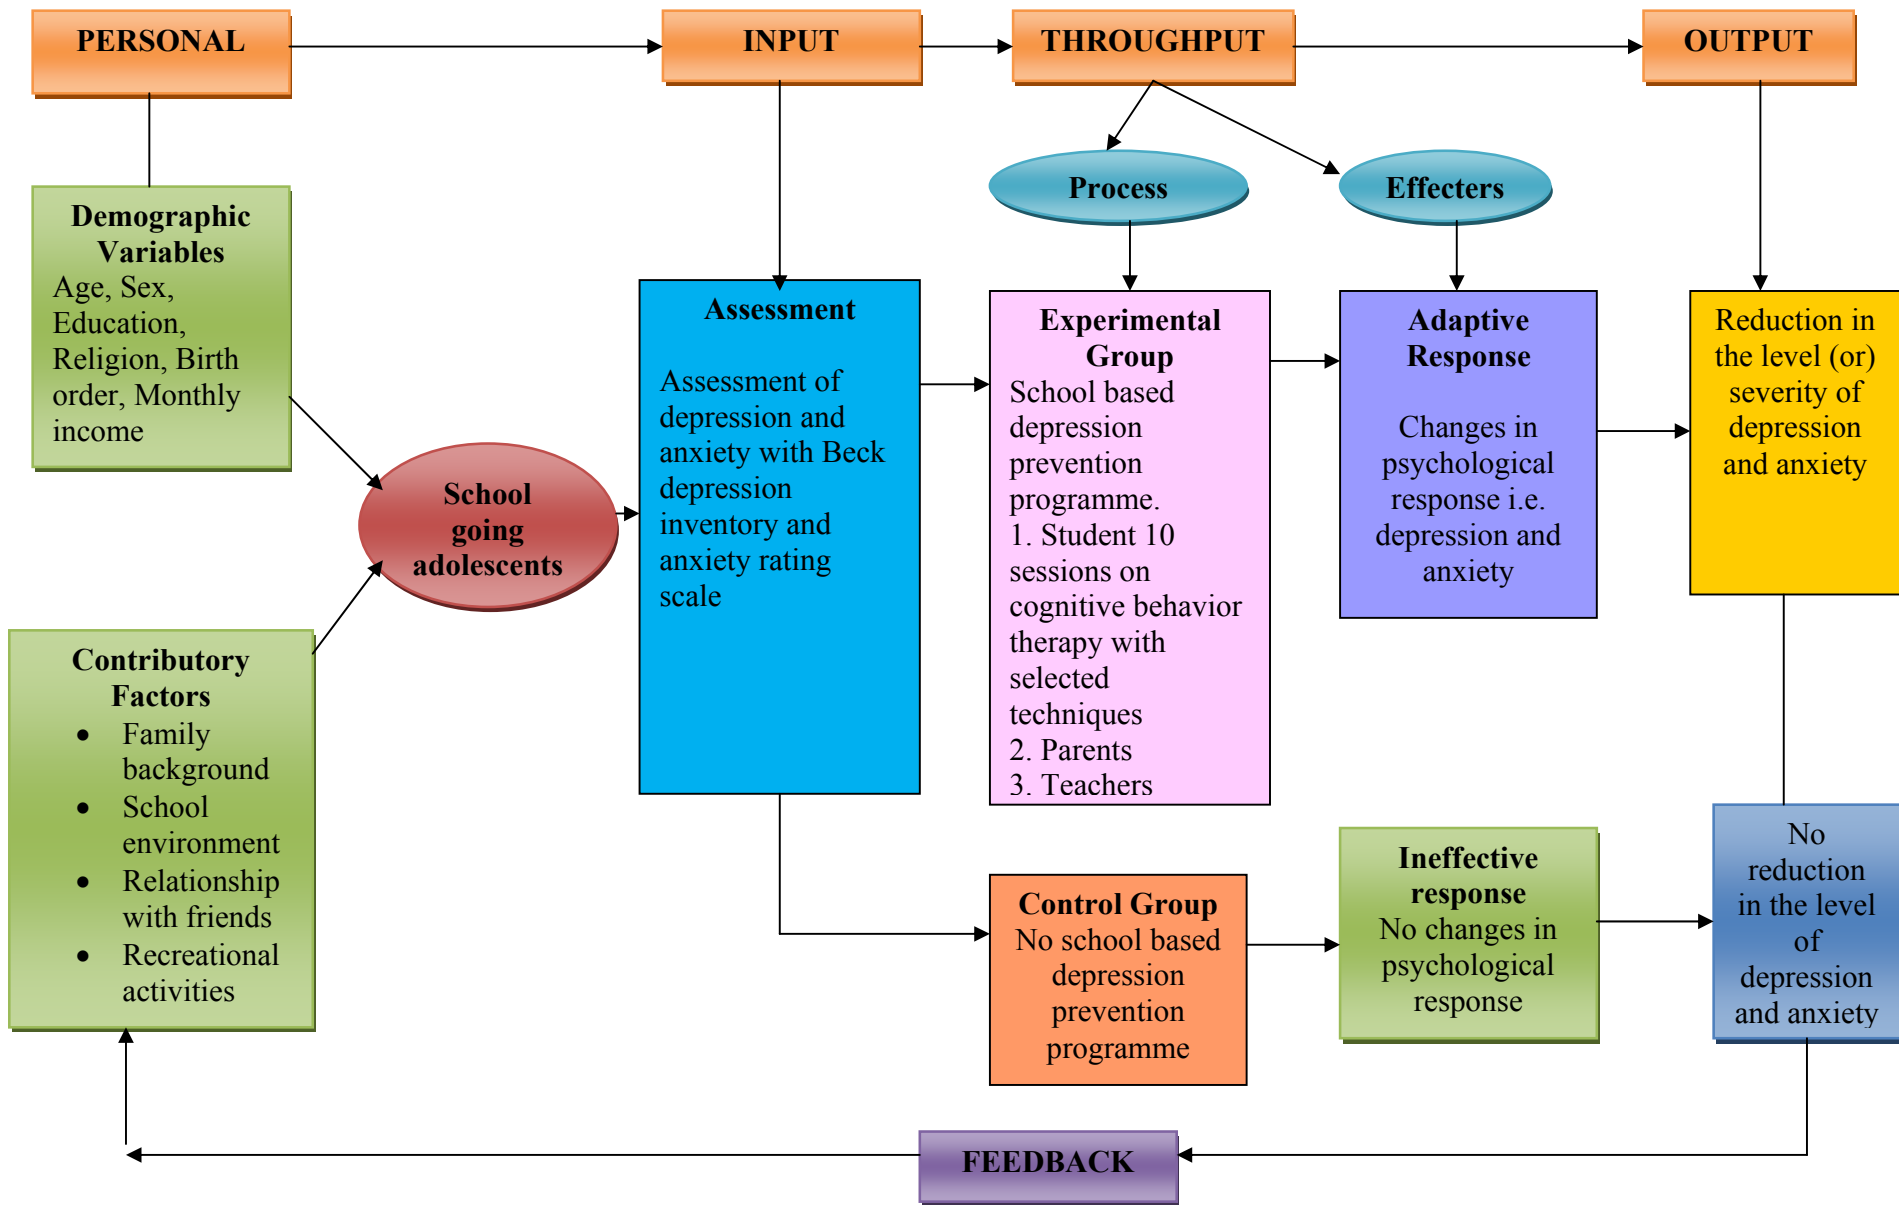 PERSONAL
INPUT
THROUGHPUT
OUTPUT
Process
Effecters
Demographic
Variables
Age, Sex,
Education,
Religion, Birth
order, Monthly
income
School
going
adolescents
Contributory
Factors
• Family
background
• School
environment
• Relationship
with friends
• Recreational
activities
Assessment
Assessment of
depression and
anxiety with Beck
depression
inventory and
anxiety rating
scale
Experimental
Group
School based
depression
prevention
programme.
1. Student 10
sessions on
cognitive behavior
therapy with
selected
techniques
2. Parents
3. Teachers
Adaptive
Response
Changes in
psychological
response i.e.
depression and
anxiety
Reduction in
the level (or)
severity of
depression
and anxiety
Control Group
No school based
depression
prevention
programme
Ineffective
response
No changes in
psychological
response
No
reduction
in the level
of
depression
and anxiety
FEEDBACK